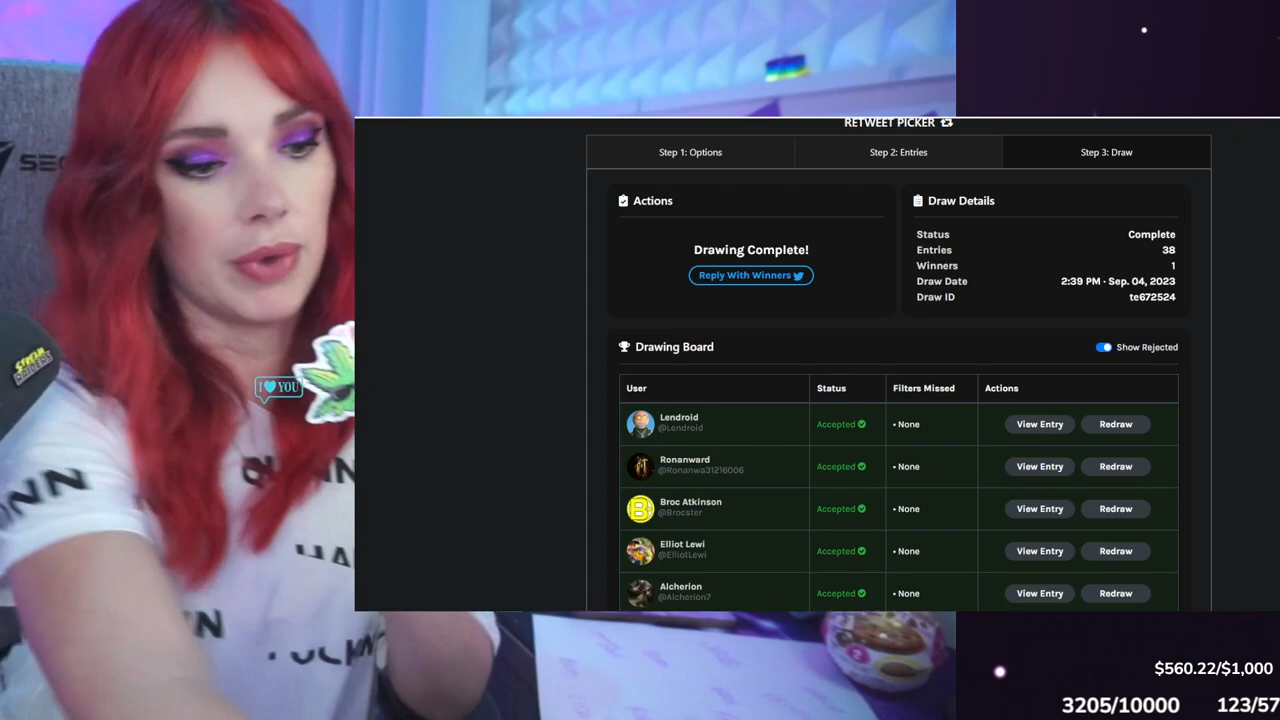 RETWEET PICKER
Step 1: Options
Step 2: Entries
Step 3: Draw
Actions
Drawing Complete!
Reply With Winners
Draw Details
Status Complete
Entries 38
Winners 1
Draw Date 2:39 PM · Sep. 04, 2023
Draw ID te672524
Drawing Board
Show Rejected
User Status Filters Missed Actions
Lendroid
@Lendroid
Accepted • None View Entry Redraw
Ronanward
@Ronanwa31216006
Accepted • None View Entry Redraw
Broc Atkinson
@Brocster
Accepted • None View Entry Redraw
Elliot Lewi
@ElliotLewi
Accepted • None View Entry Redraw
Alcherion
@Alcherion7
Accepted • None View Entry Redraw
I YOU
$560.22/$1,000
3205/10000
123/57